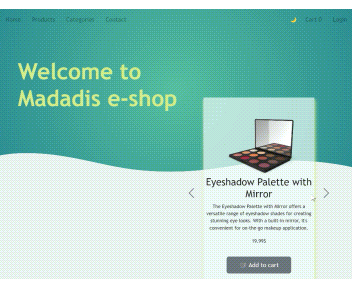 Home Products Categories Contact Cart 0 Login
Welcome to
Madadis e-shop
Eyeshadow Palette with
Mirror
The Eyeshadow Palette with Mirror offers a
versatile range of eyeshadow shades for creating
stunning eye looks. With a built-in mirror, it's
convenient for on-the-go makeup application.
19.99$
Add to cart